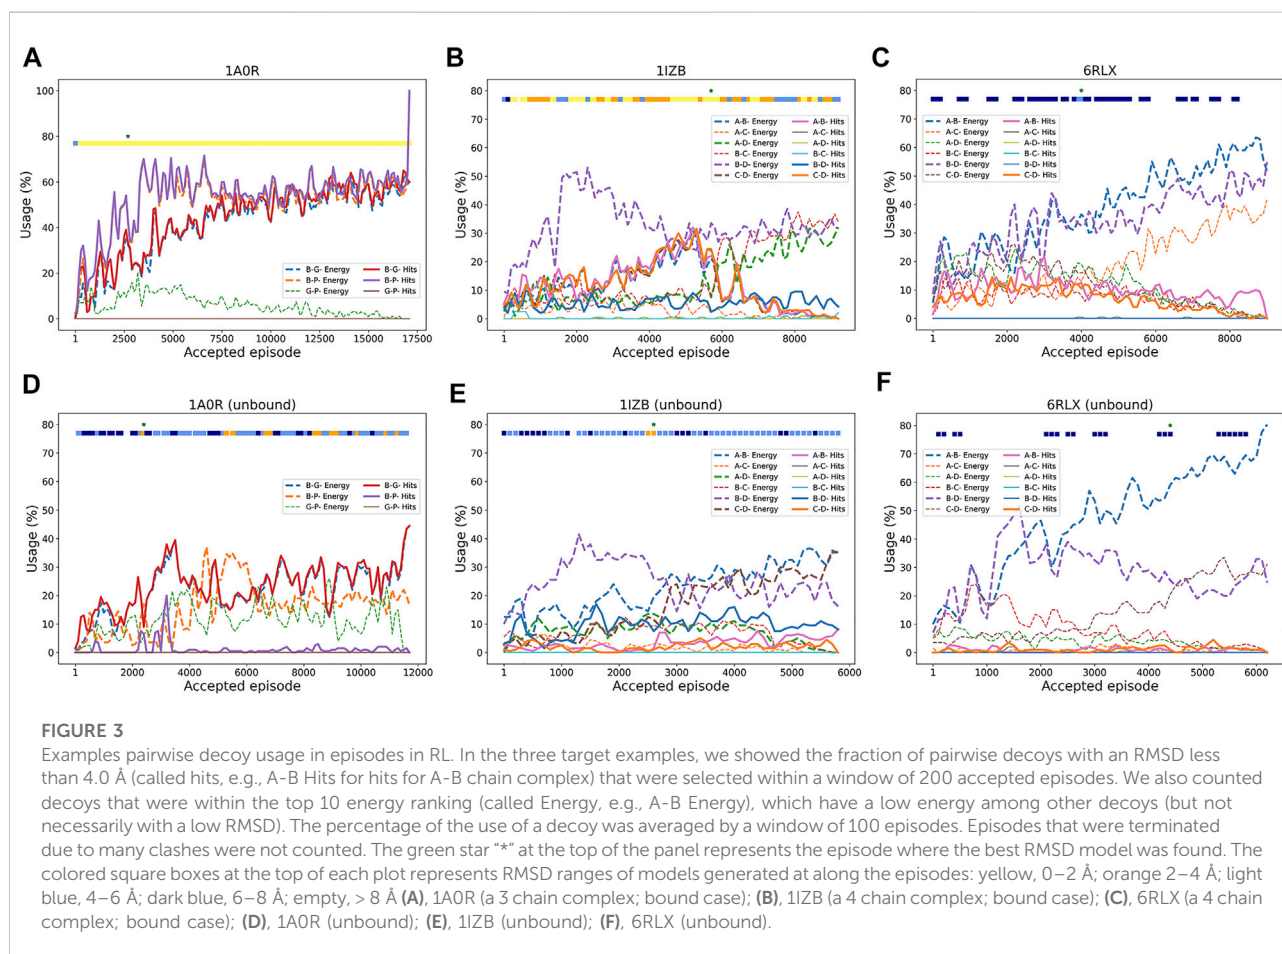 A
1A0R
100
80
60
40
20
0
Usage (%)
B-G- Energy
B-P- Energy
G-P- Energy
B-G- Hits
B-P- Hits
G-P- Hits
1
2500
5000
7500
10000
12500
15000
17500
Accepted episode
B
1IZB
80
70
60
50
40
30
20
10
0
Usage (%)
A-B- Energy
A-C- Energy
A-D- Energy
B-C- Energy
B-D- Energy
C-D- Energy
A-B- Hits
A-C- Hits
A-D- Hits
B-C- Hits
B-D- Hits
C-D- Hits
1
2000
4000
6000
8000
Accepted episode
C
6RLX
80
70
60
50
40
30
20
10
0
Usage (%)
A-B- Energy
A-C- Energy
A-D- Energy
B-C- Energy
B-D- Energy
C-D- Energy
A-B- Hits
A-C- Hits
A-D- Hits
B-C- Hits
B-D- Hits
C-D- Hits
1
2000
4000
6000
8000
Accepted episode
D
1A0R (unbound)
80
70
60
50
40
30
20
10
0
Usage (%)
B-G- Energy
B-P- Energy
G-P- Energy
B-G- Hits
B-P- Hits
G-P- Hits
1
2000
4000
6000
8000
10000
12000
Accepted episode
E
1IZB (unbound)
80
70
60
50
40
30
20
10
0
Usage (%)
A-B- Energy
A-C- Energy
A-D- Energy
B-C- Energy
B-D- Energy
C-D- Energy
A-B- Hits
A-C- Hits
A-D- Hits
B-C- Hits
B-D- Hits
C-D- Hits
1
1000
2000
3000
4000
5000
6000
Accepted episode
F
6RLX (unbound)
80
70
60
50
40
30
20
10
0
Usage (%)
A-B- Energy
A-C- Energy
A-D- Energy
B-C- Energy
B-D- Energy
C-D- Energy
A-B- Hits
A-C- Hits
A-D- Hits
B-C- Hits
B-D- Hits
C-D- Hits
1
1000
2000
3000
4000
5000
6000
Accepted episode
FIGURE 3
Examples pairwise decoy usage in episodes in RL. In the three target examples, we showed the fraction of pairwise decoys with an RMSD less
than 4.0 Å (called hits, e.g., A-B Hits for hits for A-B chain complex) that were selected within a window of 200 accepted episodes. We also counted
decoys that were within the top 10 energy ranking (called Energy, e.g., A-B Energy), which have a low energy among other decoys (but not
necessarily with a low RMSD). The percentage of the use of a decoy was averaged by a window of 100 episodes. Episodes that were terminated
due to many clashes were not counted. The green star “*” at the top of the panel represents the episode where the best RMSD model was found. The
colored square boxes at the top of each plot represents RMSD ranges of models generated at along the episodes: yellow, 0–2 Å; orange 2–4 Å; light
blue, 4–6 Å; dark blue, 6–8 Å; empty, > 8 Å (A), 1A0R (a 3 chain complex; bound case); (B), 1IZB (a 4 chain complex; bound case); (C), 6RLX (a 4 chain
complex; bound case); (D), 1A0R (unbound); (E), 1IZB (unbound); (F), 6RLX (unbound).